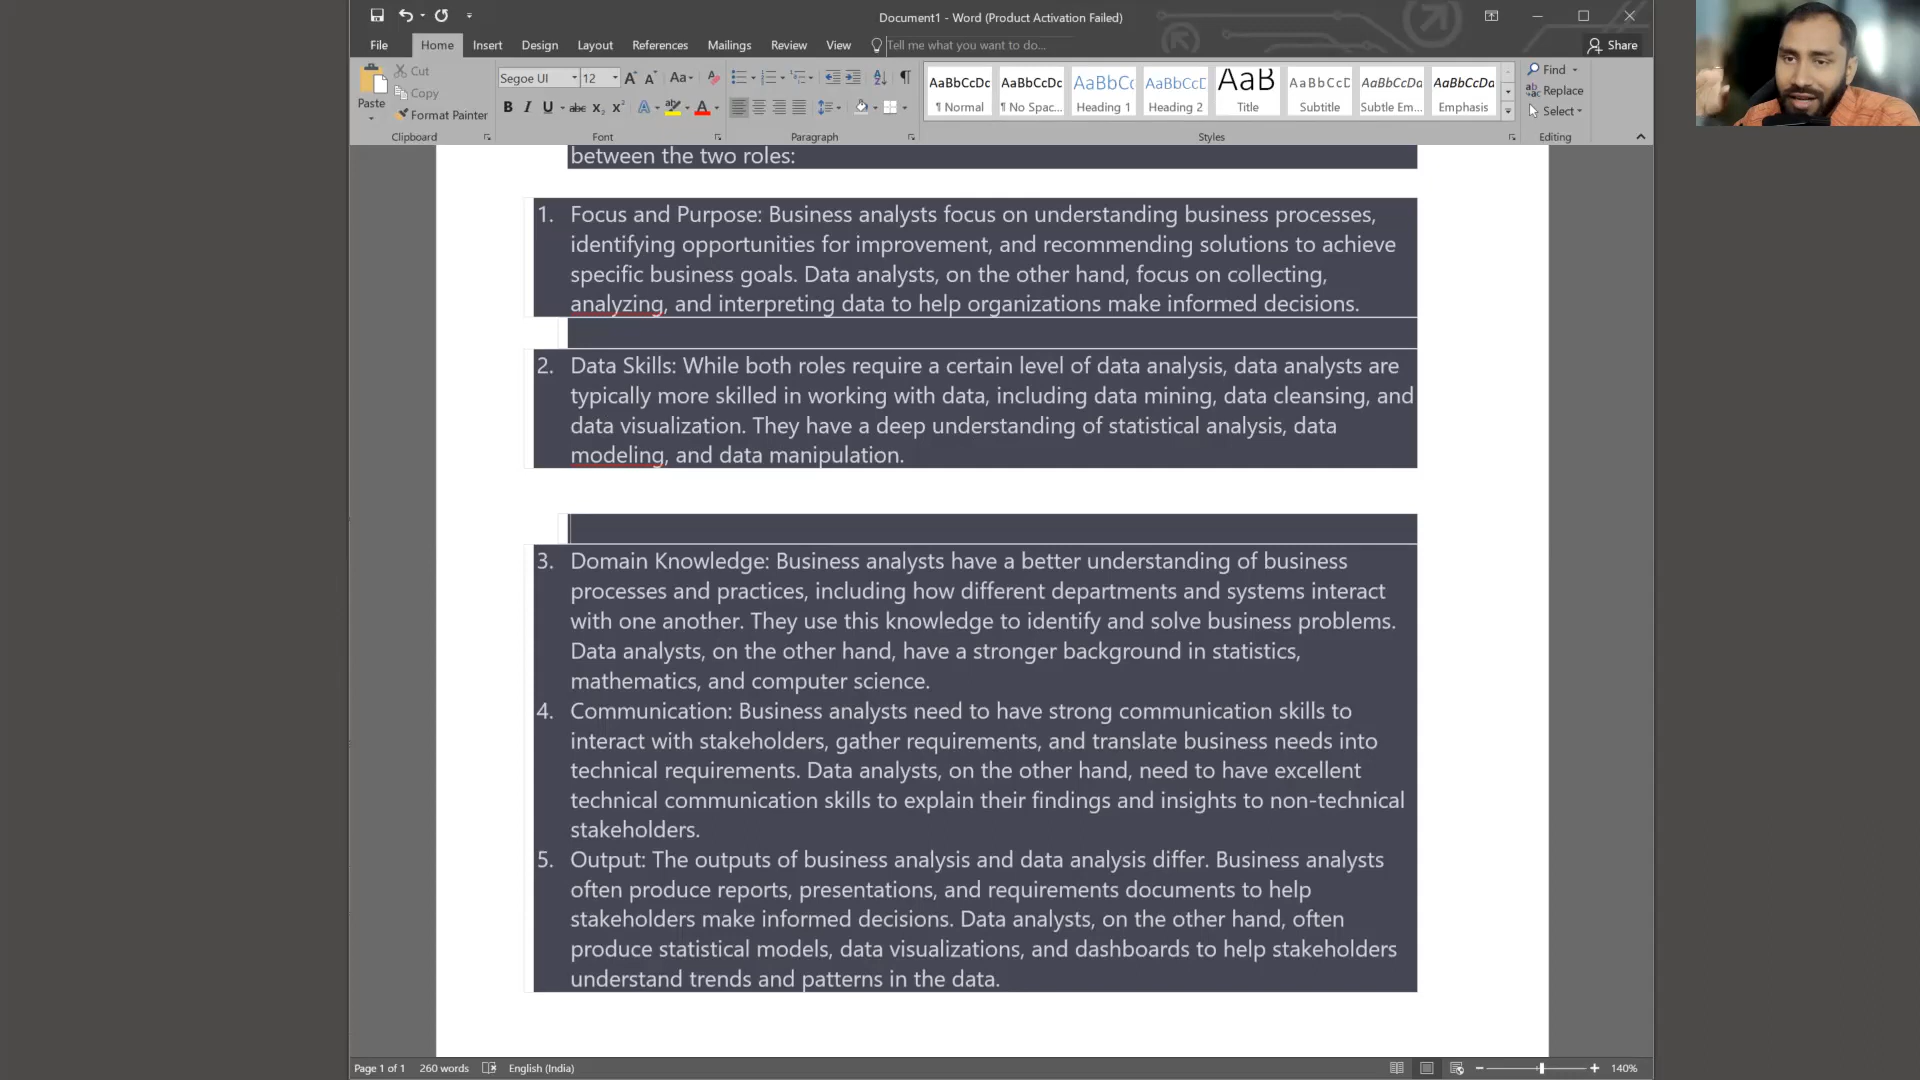 Document1 - Word (Product Activation Failed)
File Home Insert Design Layout References Mailings Review View Tell me what you want to do... Share
Paste
Cut
Copy
Format Painter
Clipboard
Segoe UI 12
Font
Paragraph
AaBbCcDc AaBbCcDc AaBbCc AaBbCcD AaB AaBbCcD AaBbCcDa AaBbCcDa
¶ Normal ¶ No Spac... Heading 1 Heading 2 Title Subtitle Subtle Em... Emphasis
Styles
Find
Replace
Select
Editing
between the two roles:
1. Focus and Purpose: Business analysts focus on understanding business processes,
identifying opportunities for improvement, and recommending solutions to achieve
specific business goals. Data analysts, on the other hand, focus on collecting,
analyzing, and interpreting data to help organizations make informed decisions.
2. Data Skills: While both roles require a certain level of data analysis, data analysts are
typically more skilled in working with data, including data mining, data cleansing, and
data visualization. They have a deep understanding of statistical analysis, data
modeling, and data manipulation.
3. Domain Knowledge: Business analysts have a better understanding of business
processes and practices, including how different departments and systems interact
with one another. They use this knowledge to identify and solve business problems.
Data analysts, on the other hand, have a stronger background in statistics,
mathematics, and computer science.
4. Communication: Business analysts need to have strong communication skills to
interact with stakeholders, gather requirements, and translate business needs into
technical requirements. Data analysts, on the other hand, need to have excellent
technical communication skills to explain their findings and insights to non-technical
stakeholders.
5. Output: The outputs of business analysis and data analysis differ. Business analysts
often produce reports, presentations, and requirements documents to help
stakeholders make informed decisions. Data analysts, on the other hand, often
produce statistical models, data visualizations, and dashboards to help stakeholders
understand trends and patterns in the data.
Page 1 of 1 260 words English (India) 140%